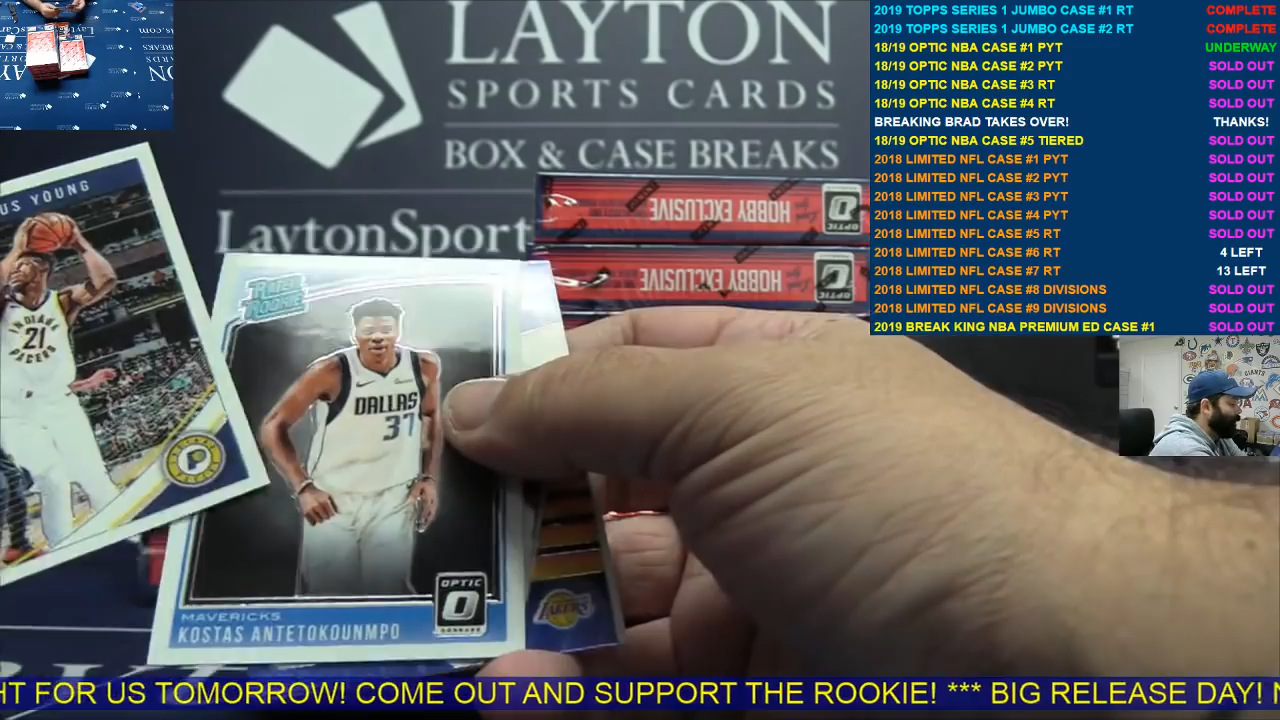 LAYTON
SPORTS CARDS
BOX & CASE BREAKS
LaytonSport
US YOUNG
INDIANA
21
PACERS
HOBBY EXCLUSIVE
OPTIC
HOBBY EXCLUSIVE
OPTIC
RATED
ROOKIE
DALLAS
37
OPTIC
MAVERICKS
KOSTAS ANTETOKOUNMPO
LAKERS
2019 TOPPS SERIES 1 JUMBO CASE #1 RT COMPLETE
2019 TOPPS SERIES 1 JUMBO CASE #2 RT COMPLETE
18/19 OPTIC NBA CASE #1 PYT UNDERWAY
18/19 OPTIC NBA CASE #2 PYT SOLD OUT
18/19 OPTIC NBA CASE #3 RT SOLD OUT
18/19 OPTIC NBA CASE #4 RT SOLD OUT
BREAKING BRAD TAKES OVER! THANKS!
18/19 OPTIC NBA CASE #5 TIERED SOLD OUT
2018 LIMITED NFL CASE #1 PYT SOLD OUT
2018 LIMITED NFL CASE #2 PYT SOLD OUT
2018 LIMITED NFL CASE #3 PYT SOLD OUT
2018 LIMITED NFL CASE #4 PYT SOLD OUT
2018 LIMITED NFL CASE #5 RT SOLD OUT
2018 LIMITED NFL CASE #6 RT 4 LEFT
2018 LIMITED NFL CASE #7 RT 13 LEFT
2018 LIMITED NFL CASE #8 DIVISIONS SOLD OUT
2018 LIMITED NFL CASE #9 DIVISIONS SOLD OUT
2019 BREAK KING NBA PREMIUM ED CASE #1 SOLD OUT
HT FOR US TOMORROW! COME OUT AND SUPPORT THE ROOKIE! *** BIG RELEASE DAY! N